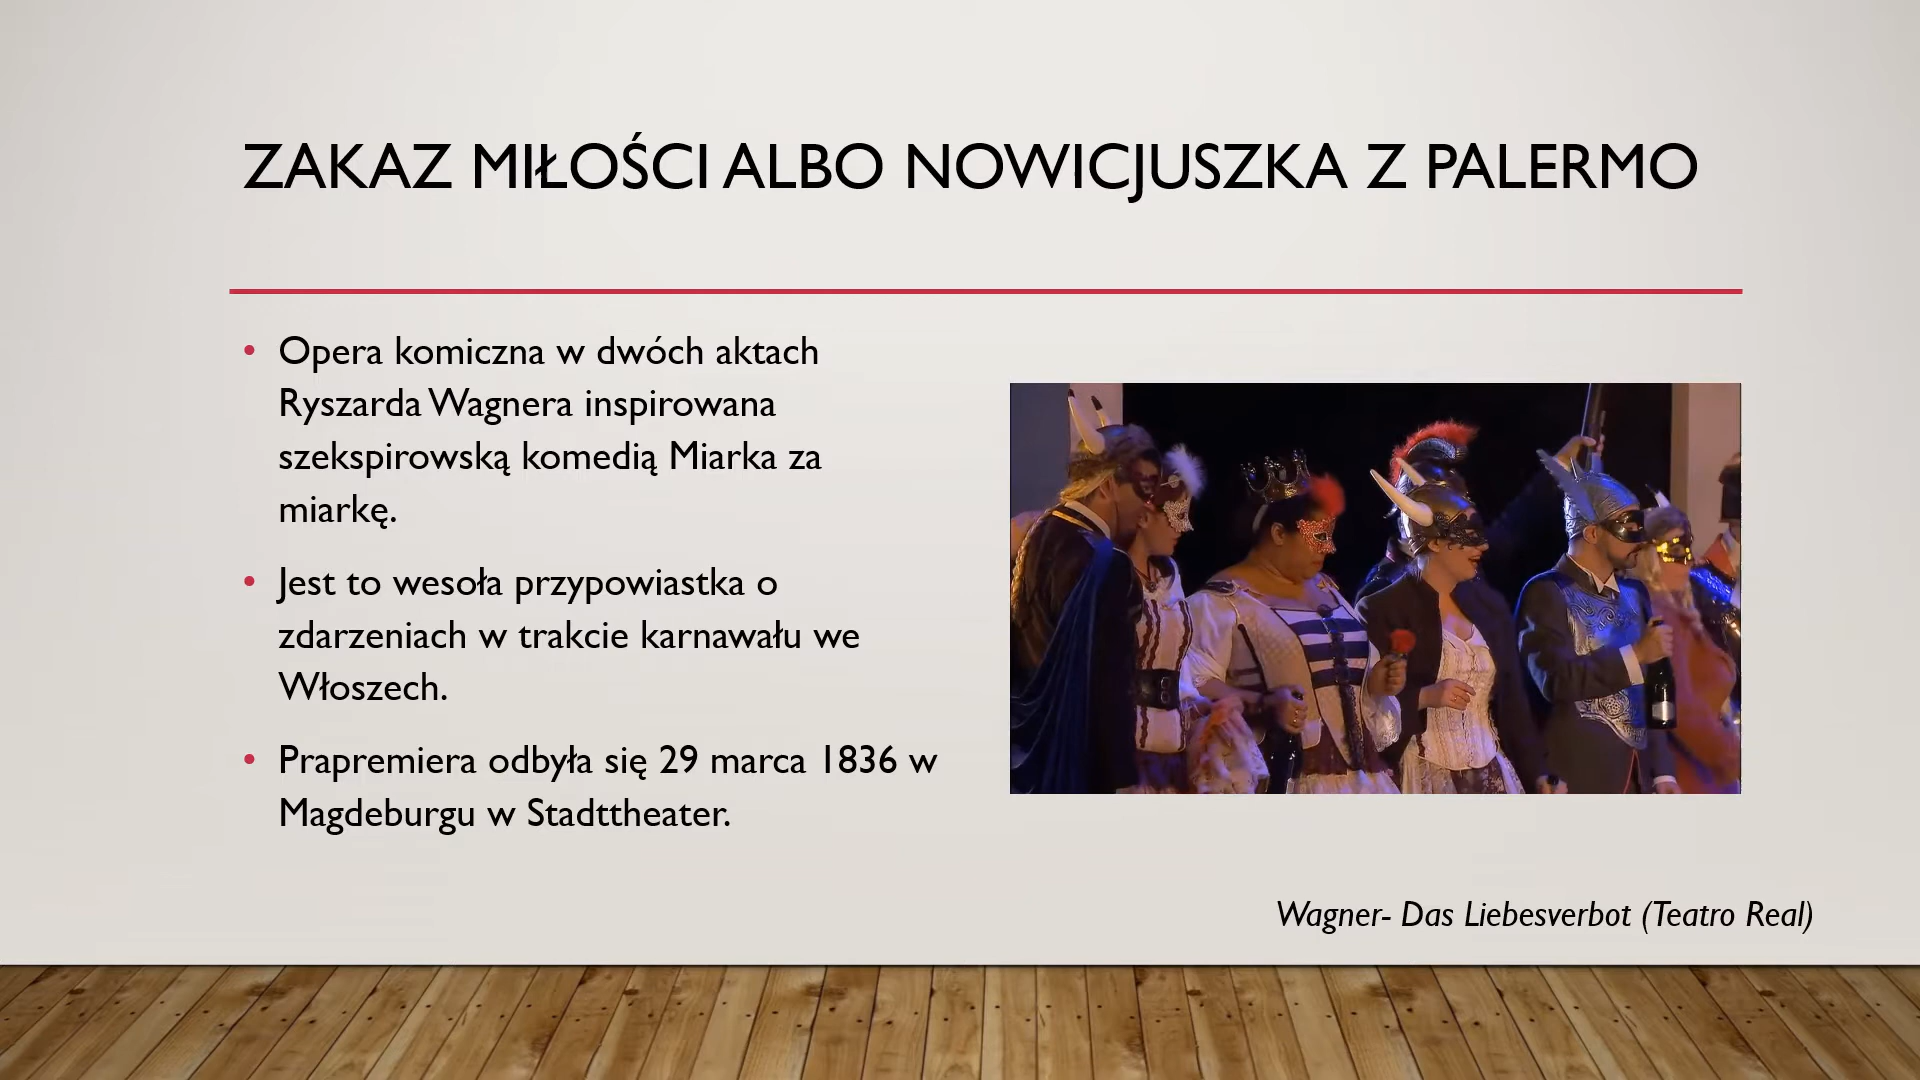 ZAKAZ MIŁOŚCI ALBO NOWICJUSZKA Z PALERMO
• Opera komiczna w dwóch aktach
Ryszarda Wagnera inspirowana
szekspirowską komedią Miarka za
miarkę.
• Jest to wesoła przypowiastka o
zdarzeniach w trakcie karnawału we
Włoszech.
• Prapremiera odbyła się 29 marca 1836 w
Magdeburgu w Stadttheater.
Wagner- Das Liebesverbot (Teatro Real)